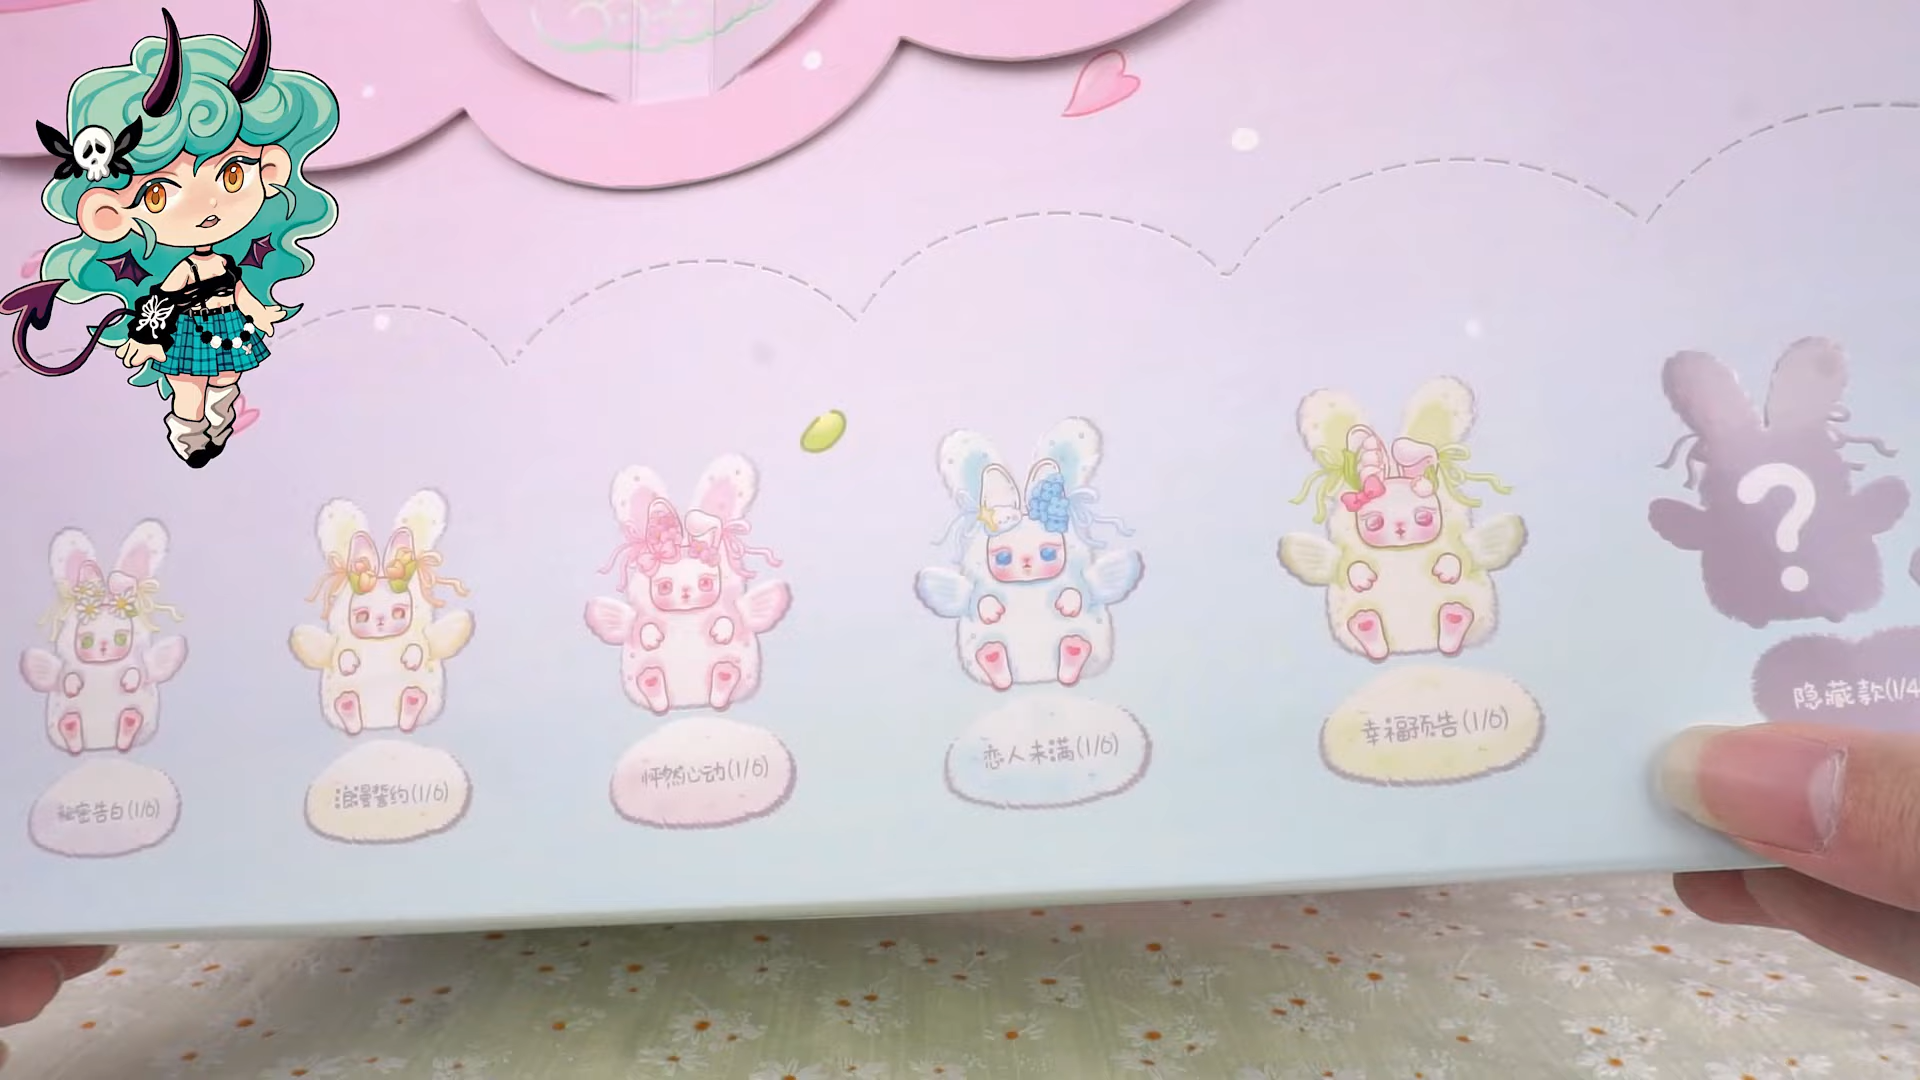 秘密告白(1/6)
浪漫誓约(1/6)
怦然心动(1/6)
恋人未满(1/6)
幸福预告(1/6)
?
隐藏款(1/4